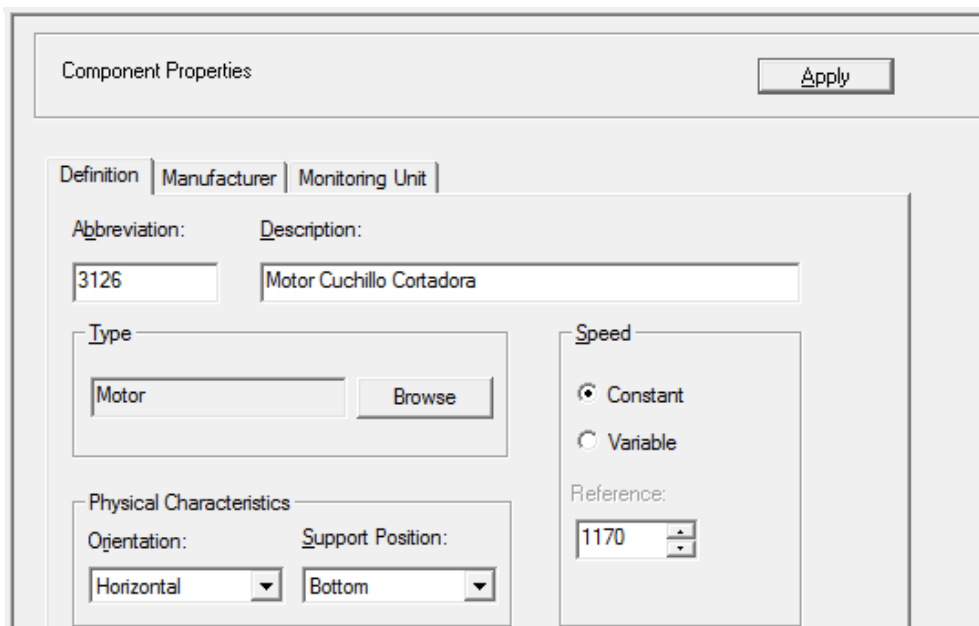 Component Properties
Apply
Definition
Manufacturer
Monitoring Unit
Abbreviation:
Description:
3126
Motor Cuchillo Cortadora
Type
Motor
Browse
Speed
Constant
Variable
Reference:
1170
Physical Characteristics
Orientation:
Support Position:
Horizontal
Bottom